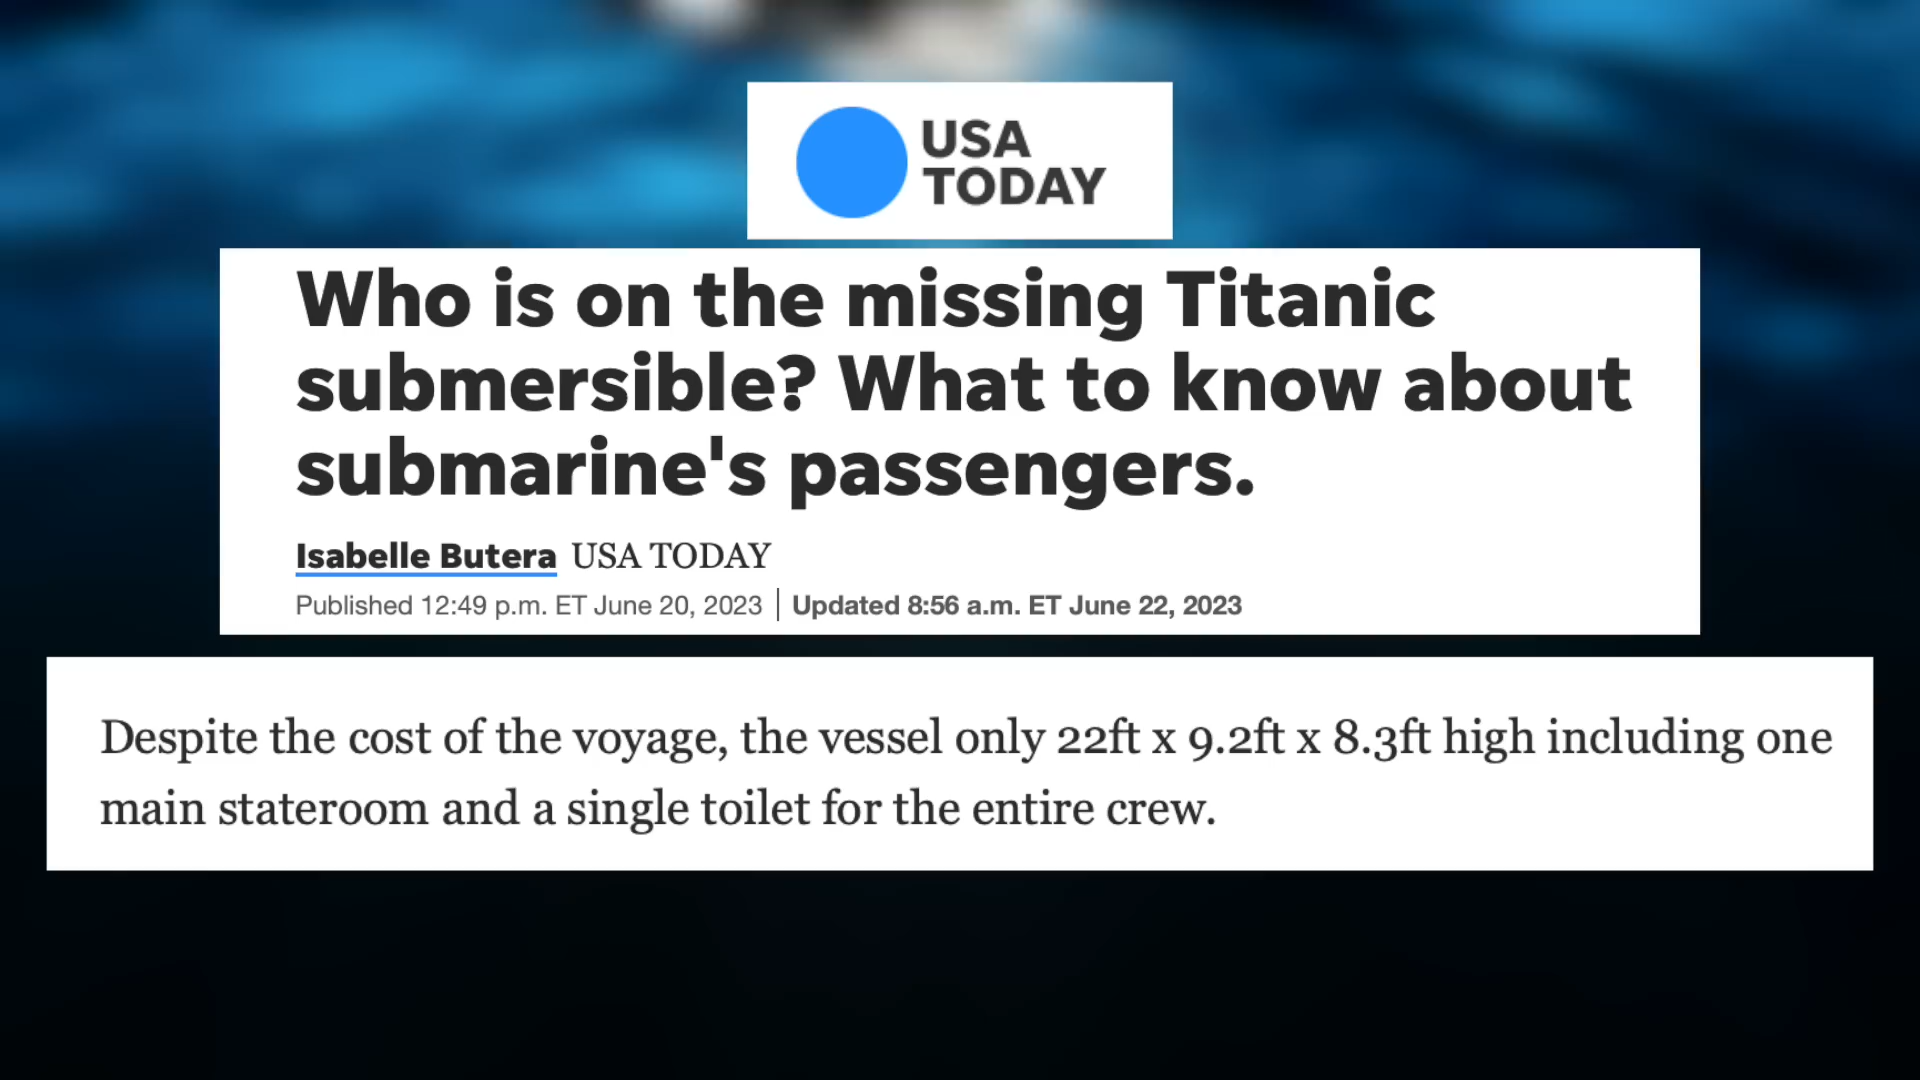 USA
TODAY
Who is on the missing Titanic
submersible? What to know about
submarine's passengers.
Isabelle Butera USA TODAY
Published 12:49 p.m. ET June 20, 2023 | Updated 8:56 a.m. ET June 22, 2023
Despite the cost of the voyage, the vessel only 22ft x 9.2ft x 8.3ft high including one
main stateroom and a single toilet for the entire crew.